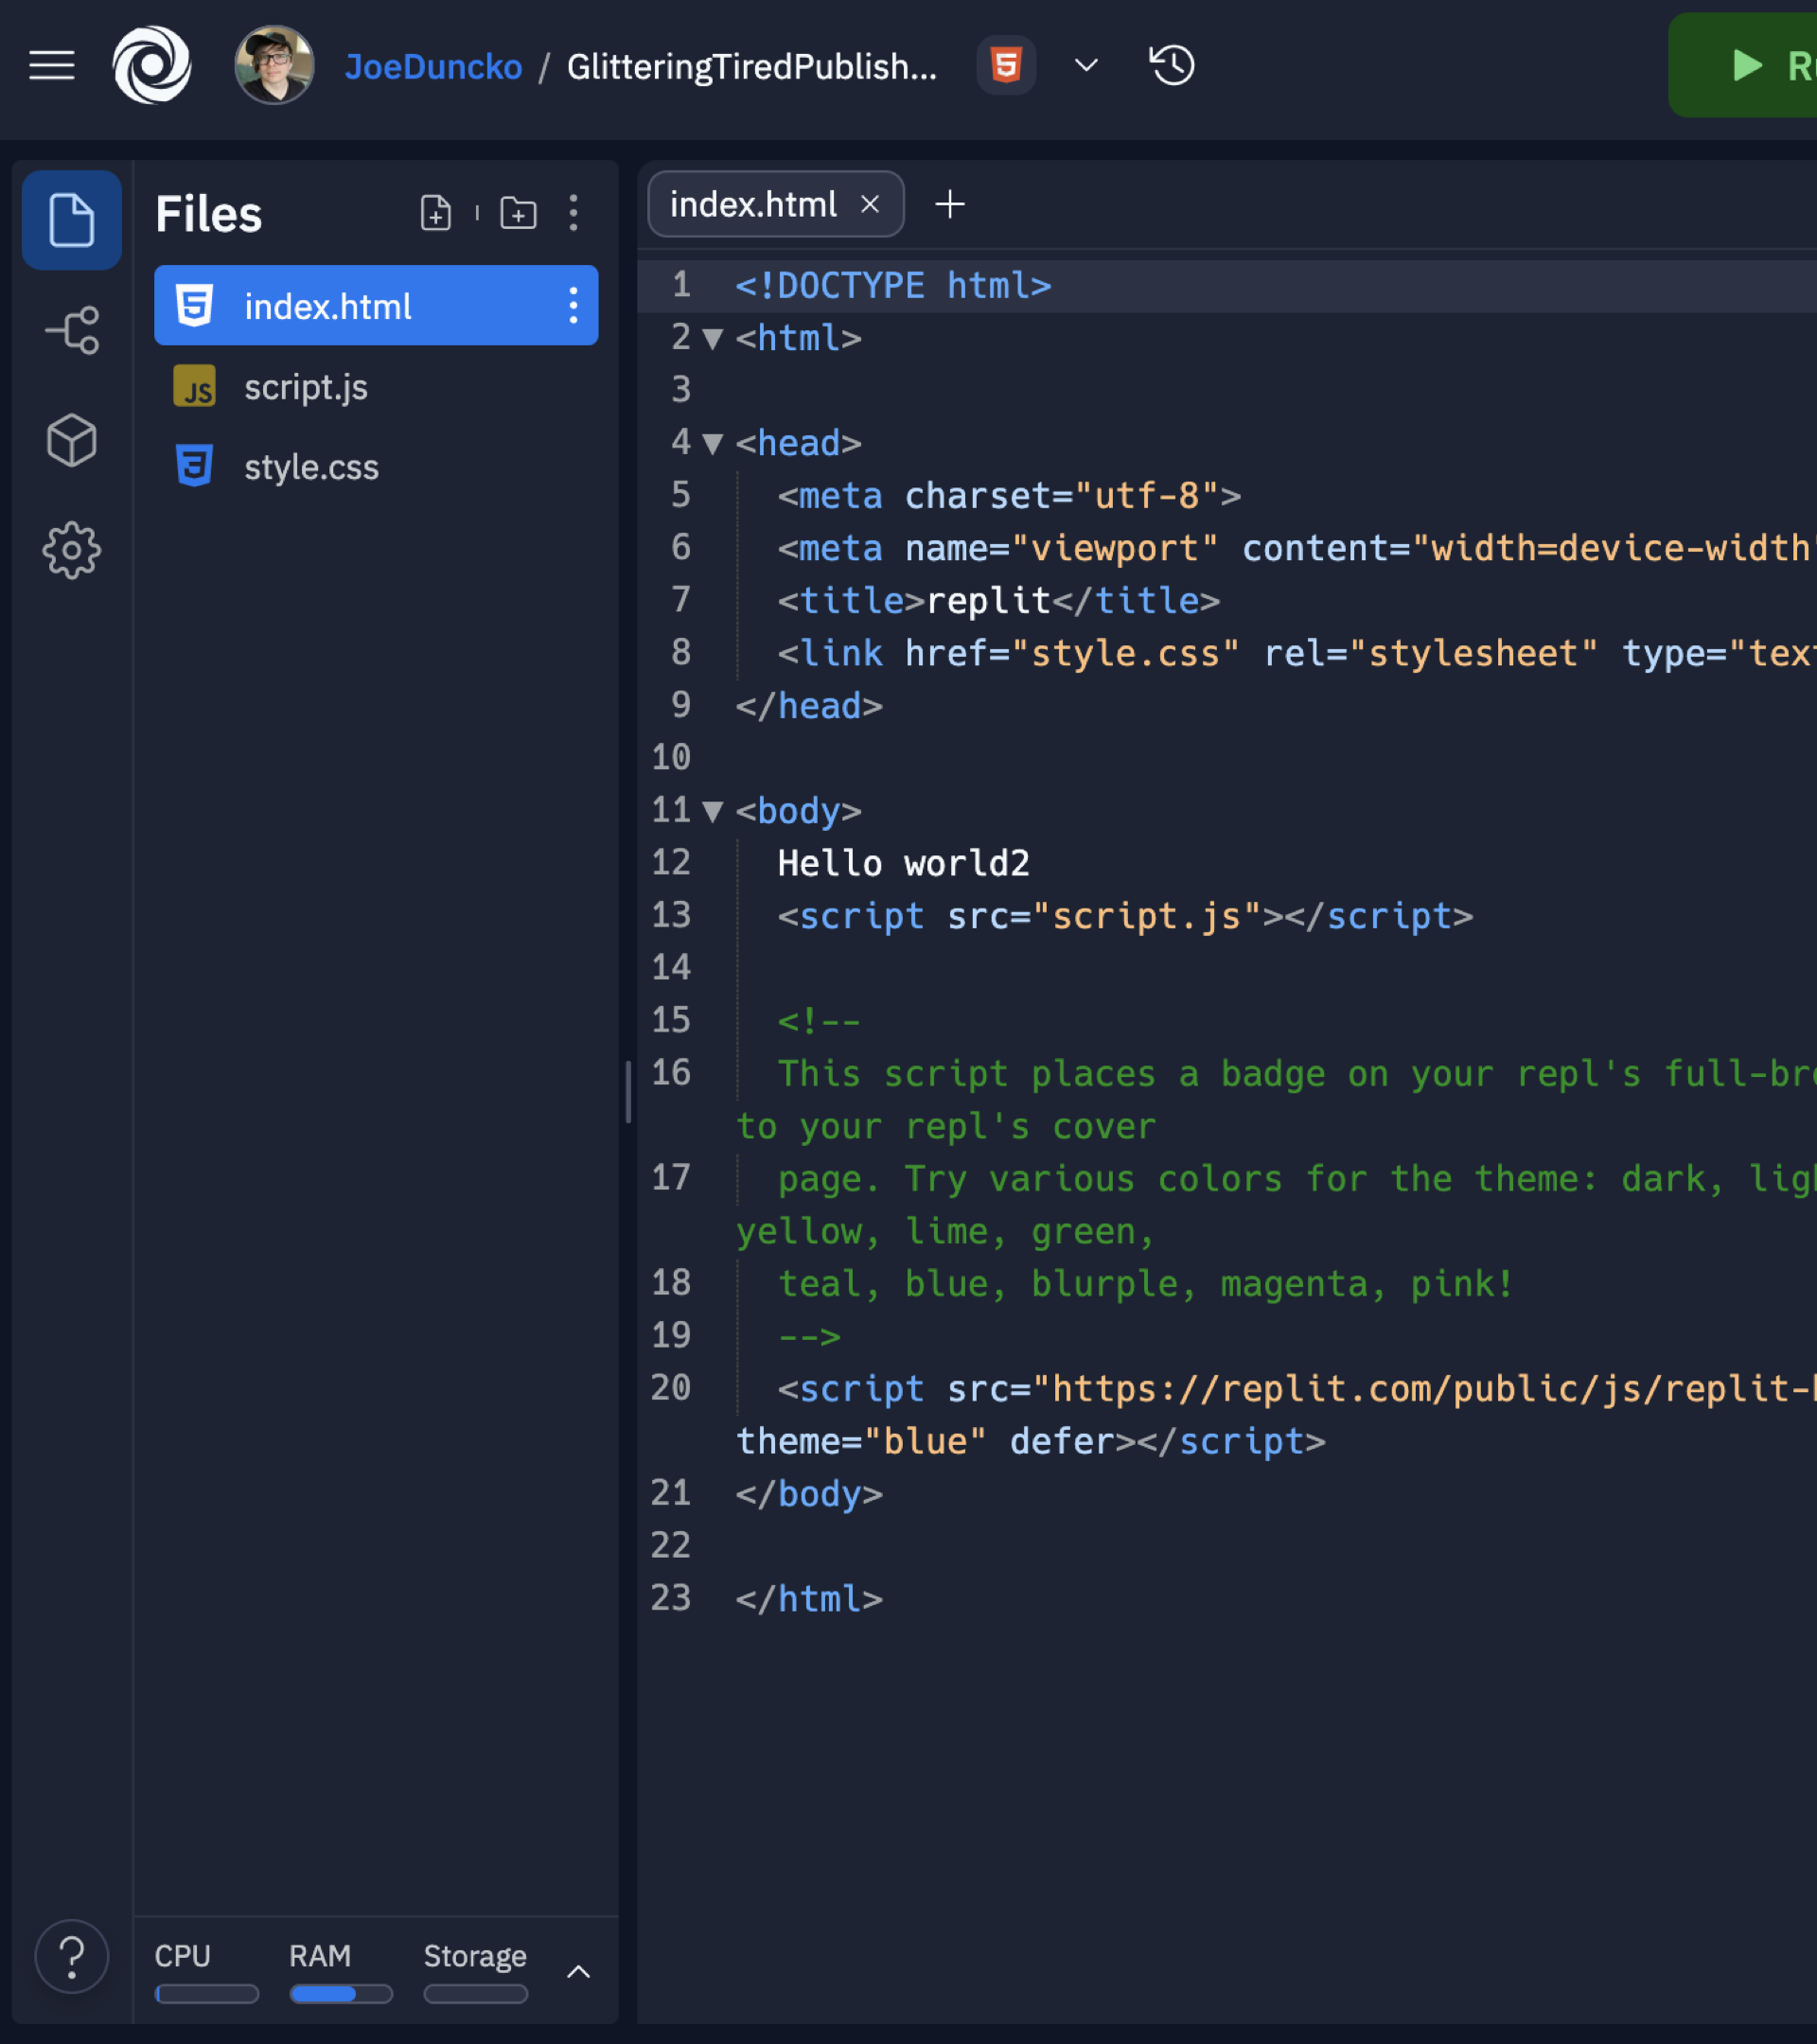 JoeDuncko / GlitteringTiredPublish...
Files
index.html
script.js
JS
style.css
CPU RAM Storage
index.html
1 <!DOCTYPE html>
2 <html>
3
4 <head>
5 <meta charset="utf-8">
6 <meta name="viewport" content="width=device-width
7 <title>replit</title>
8 <link href="style.css" rel="stylesheet" type="tex
9 </head>
10
11 <body>
12 Hello world2
13 <script src="script.js"></script>
14
15 <!--
16 This script places a badge on your repl's full-br
to your repl's cover
17 page. Try various colors for the theme: dark, lig
yellow, lime, green,
18 teal, blue, blurple, magenta, pink!
19 -->
20 <script src="https://replit.com/public/js/replit-
theme="blue" defer></script>
21 </body>
22
23 </html>